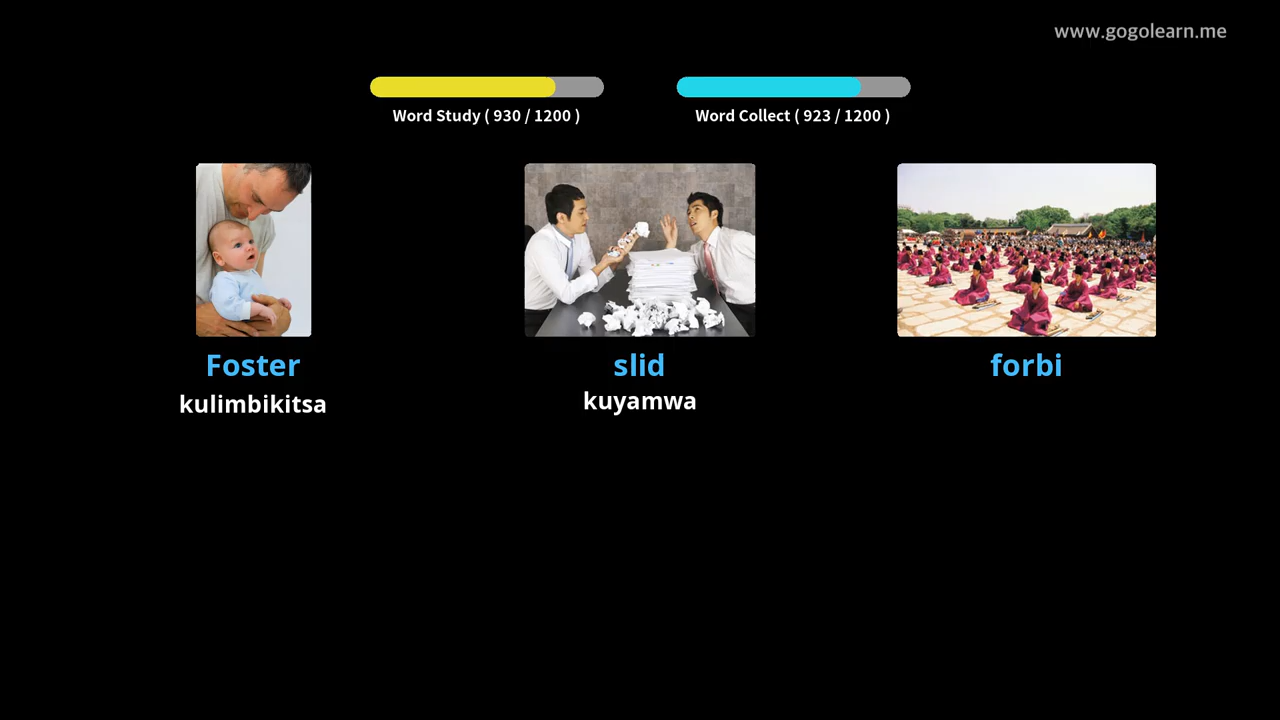 www.gogolearn.me
Word Study ( 930 / 1200 )
Word Collect ( 923 / 1200 )
Foster
slid
forbi
kulimbikitsa
kuyamwa